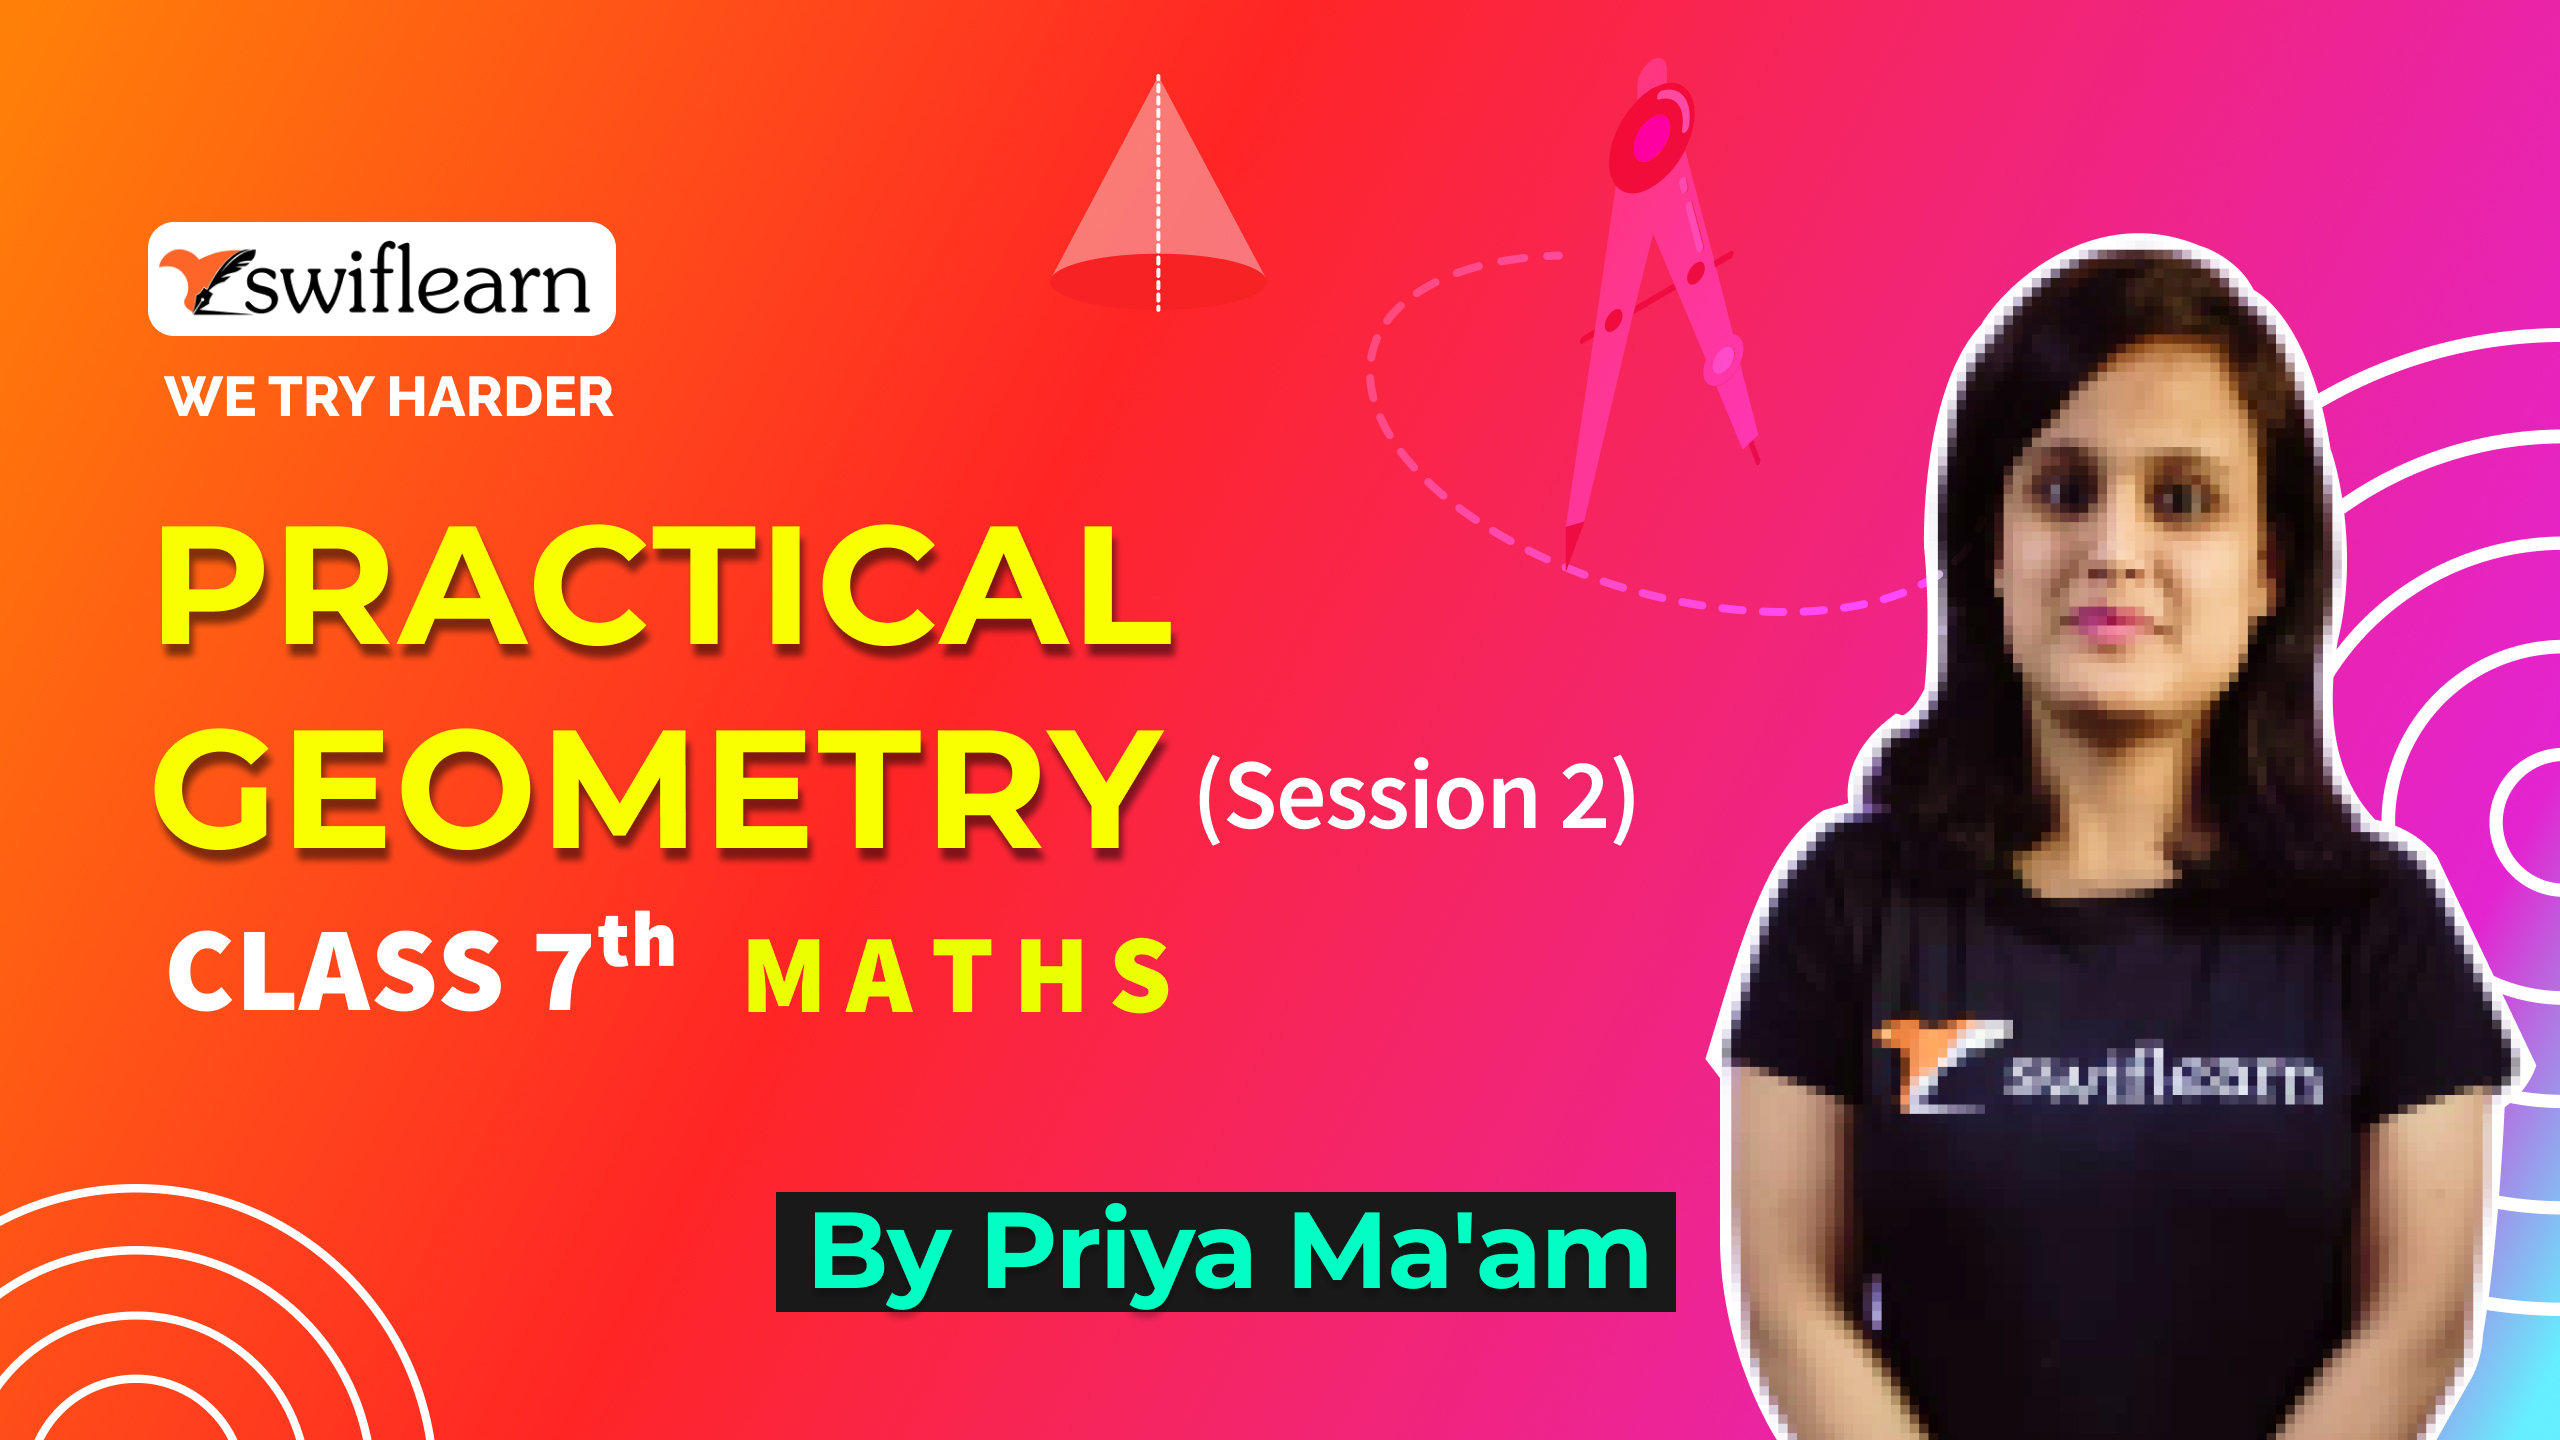 swiflearn
WE TRY HARDER
PRACTICAL
GEOMETRY (Session 2)
CLASS 7th MATHS
swiflearn
By Priya Ma'am